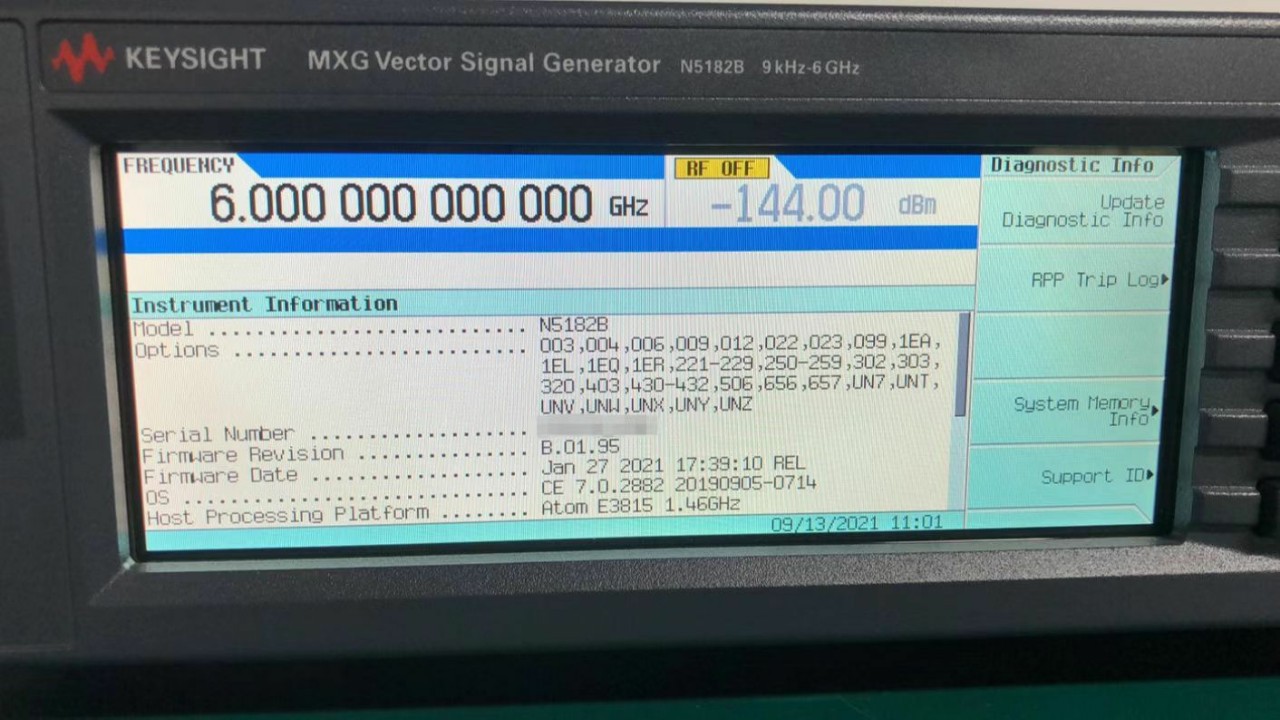 KEYSIGHT MXG Vector Signal Generator N5182B 9 kHz-6 GHz
FREQUENCY
6.000 000 000 000 GHz
RF OFF
-144.00 dBm
Diagnostic Info
Update
Diagnostic Info
RPP Trip Log
System Memory
Info
Support ID
Instrument Information
Model ............................ N5182B
Options .......................... 003,004,006,009,012,022,023,099,1EA,
1EL,1EQ,1ER,221-229,250-259,302,303,
320,403,430-432,506,656,657,UN7,UNT,
UNV,UNW,UNX,UNY,UNZ
Serial Number ...................
Firmware Revision ............... B.01.95
Firmware Date ................... Jan 27 2021 17:39:10 REL
OS .............................. CE 7.0.2882 20190905-0714
Host Processing Platform ........ Atom E3815 1.46GHz
09/13/2021 11:01